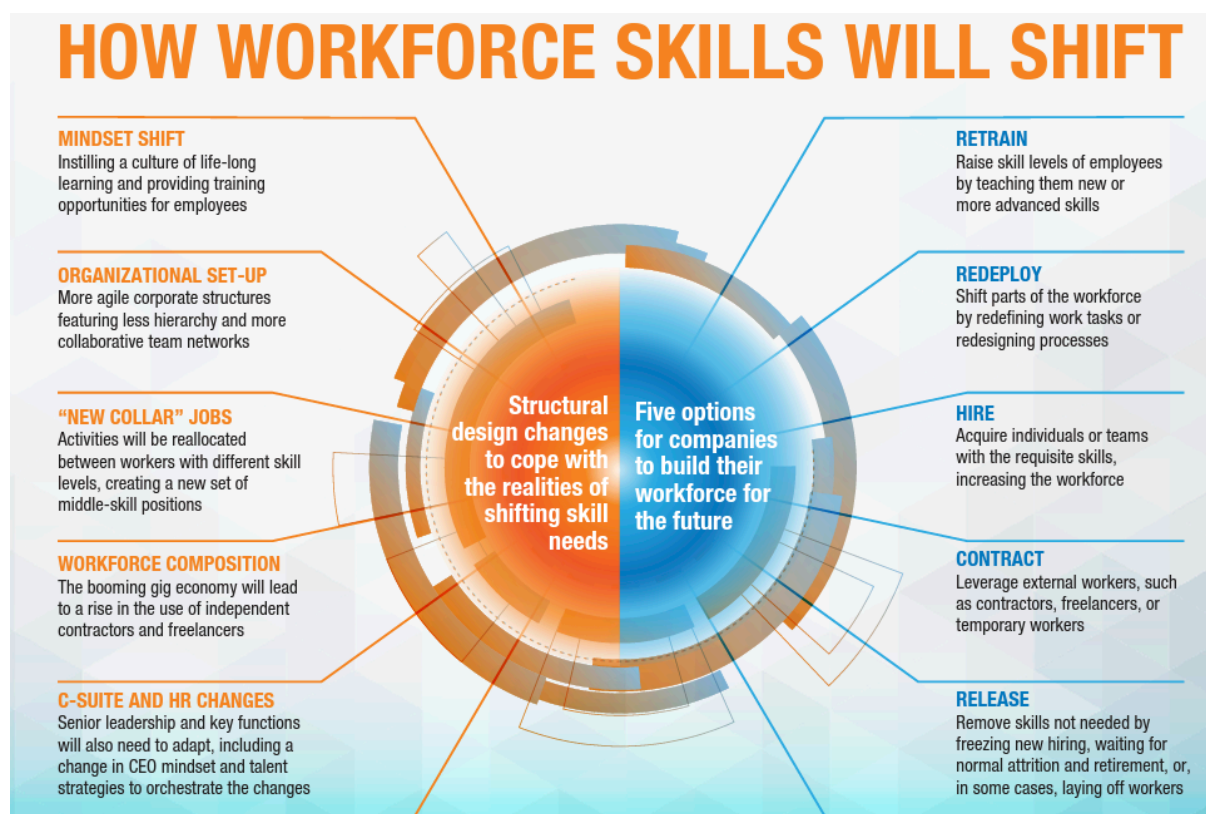 HOW WORKFORCE SKILLS WILL SHIFT
MINDSET SHIFT
Instilling a culture of life-long
learning and providing training
opportunities for employees
ORGANIZATIONAL SET-UP
More agile corporate structures
featuring less hierarchy and more
collaborative team networks
“NEW COLLAR” JOBS
Activities will be reallocated
between workers with different skill
levels, creating a new set of
middle-skill positions
WORKFORCE COMPOSITION
The booming gig economy will lead
to a rise in the use of independent
contractors and freelancers
C-SUITE AND HR CHANGES
Senior leadership and key functions
will also need to adapt, including a
change in CEO mindset and talent
strategies to orchestrate the changes
Structural
design changes
to cope with
the realities of
shifting skill
needs
Five options
for companies
to build their
workforce for
the future
RETRAIN
Raise skill levels of employees
by teaching them new or
more advanced skills
REDEPLOY
Shift parts of the workforce
by redefining work tasks or
redesigning processes
HIRE
Acquire individuals or teams
with the requisite skills,
increasing the workforce
CONTRACT
Leverage external workers, such
as contractors, freelancers, or
temporary workers
RELEASE
Remove skills not needed by
freezing new hiring, waiting for
normal attrition and retirement, or,
in some cases, laying off workers